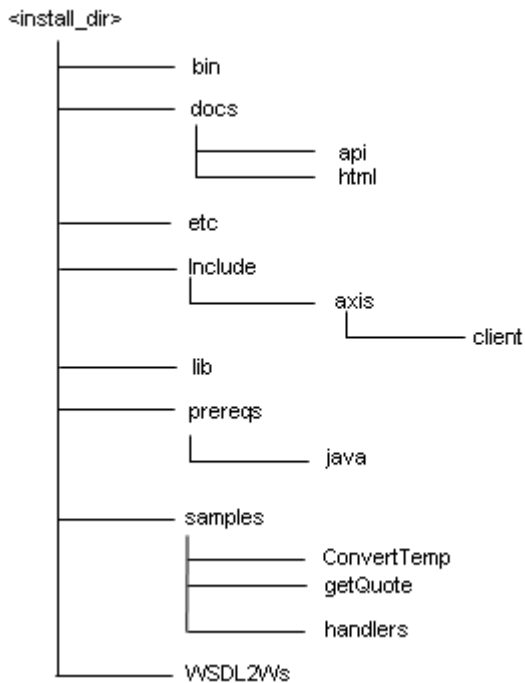 <install_dir>
bin
docs
api
html
etc
Include
axis
client
lib
prereqs
java
samples
ConvertTemp
getQuote
handlers
WSDL2Ws